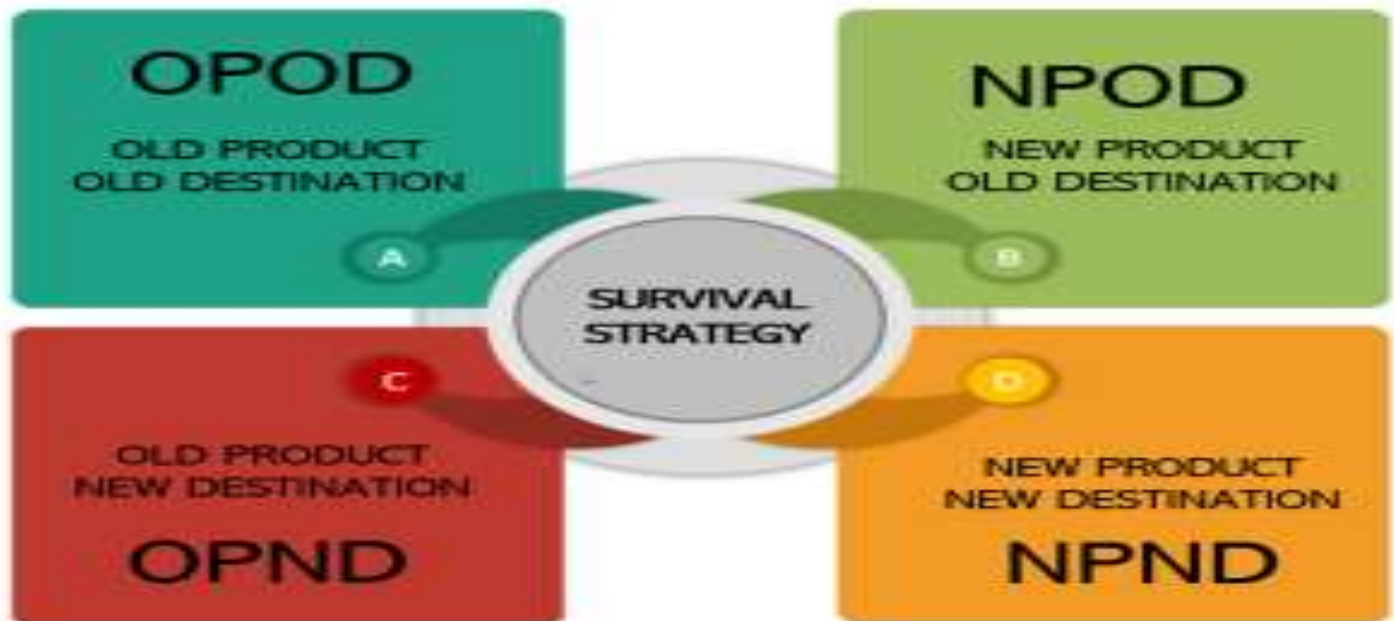 OPOD
OLD PRODUCT
OLD DESTINATION
A
NPOD
NEW PRODUCT
OLD DESTINATION
B
SURVIVAL
STRATEGY
C
OLD PRODUCT
NEW DESTINATION
OPND
D
NEW PRODUCT
NEW DESTINATION
NPND